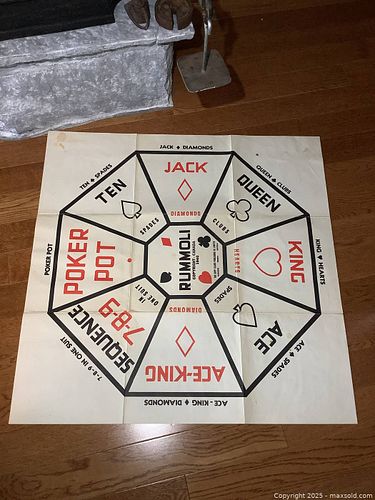 JACK ♦ DIAMONDS
JACK
DIAMONDS
QUEEN ♣ CLUBS
QUEEN
CLUBS
KING ♥ HEARTS
KING
HEARTS
ACE ♠ SPADES
ACE
SPADES
ACE - KING ♦ DIAMONDS
ACE-KING
DIAMONDS
7-8-9 IN ONE SUIT
SEQUENCE
7-8-9
ONE SUIT
POKER POT
POKER
POT
TEN ♠ SPADES
TEN
SPADES
RUMMOLI
Copyright © 2025 - maxsold.com